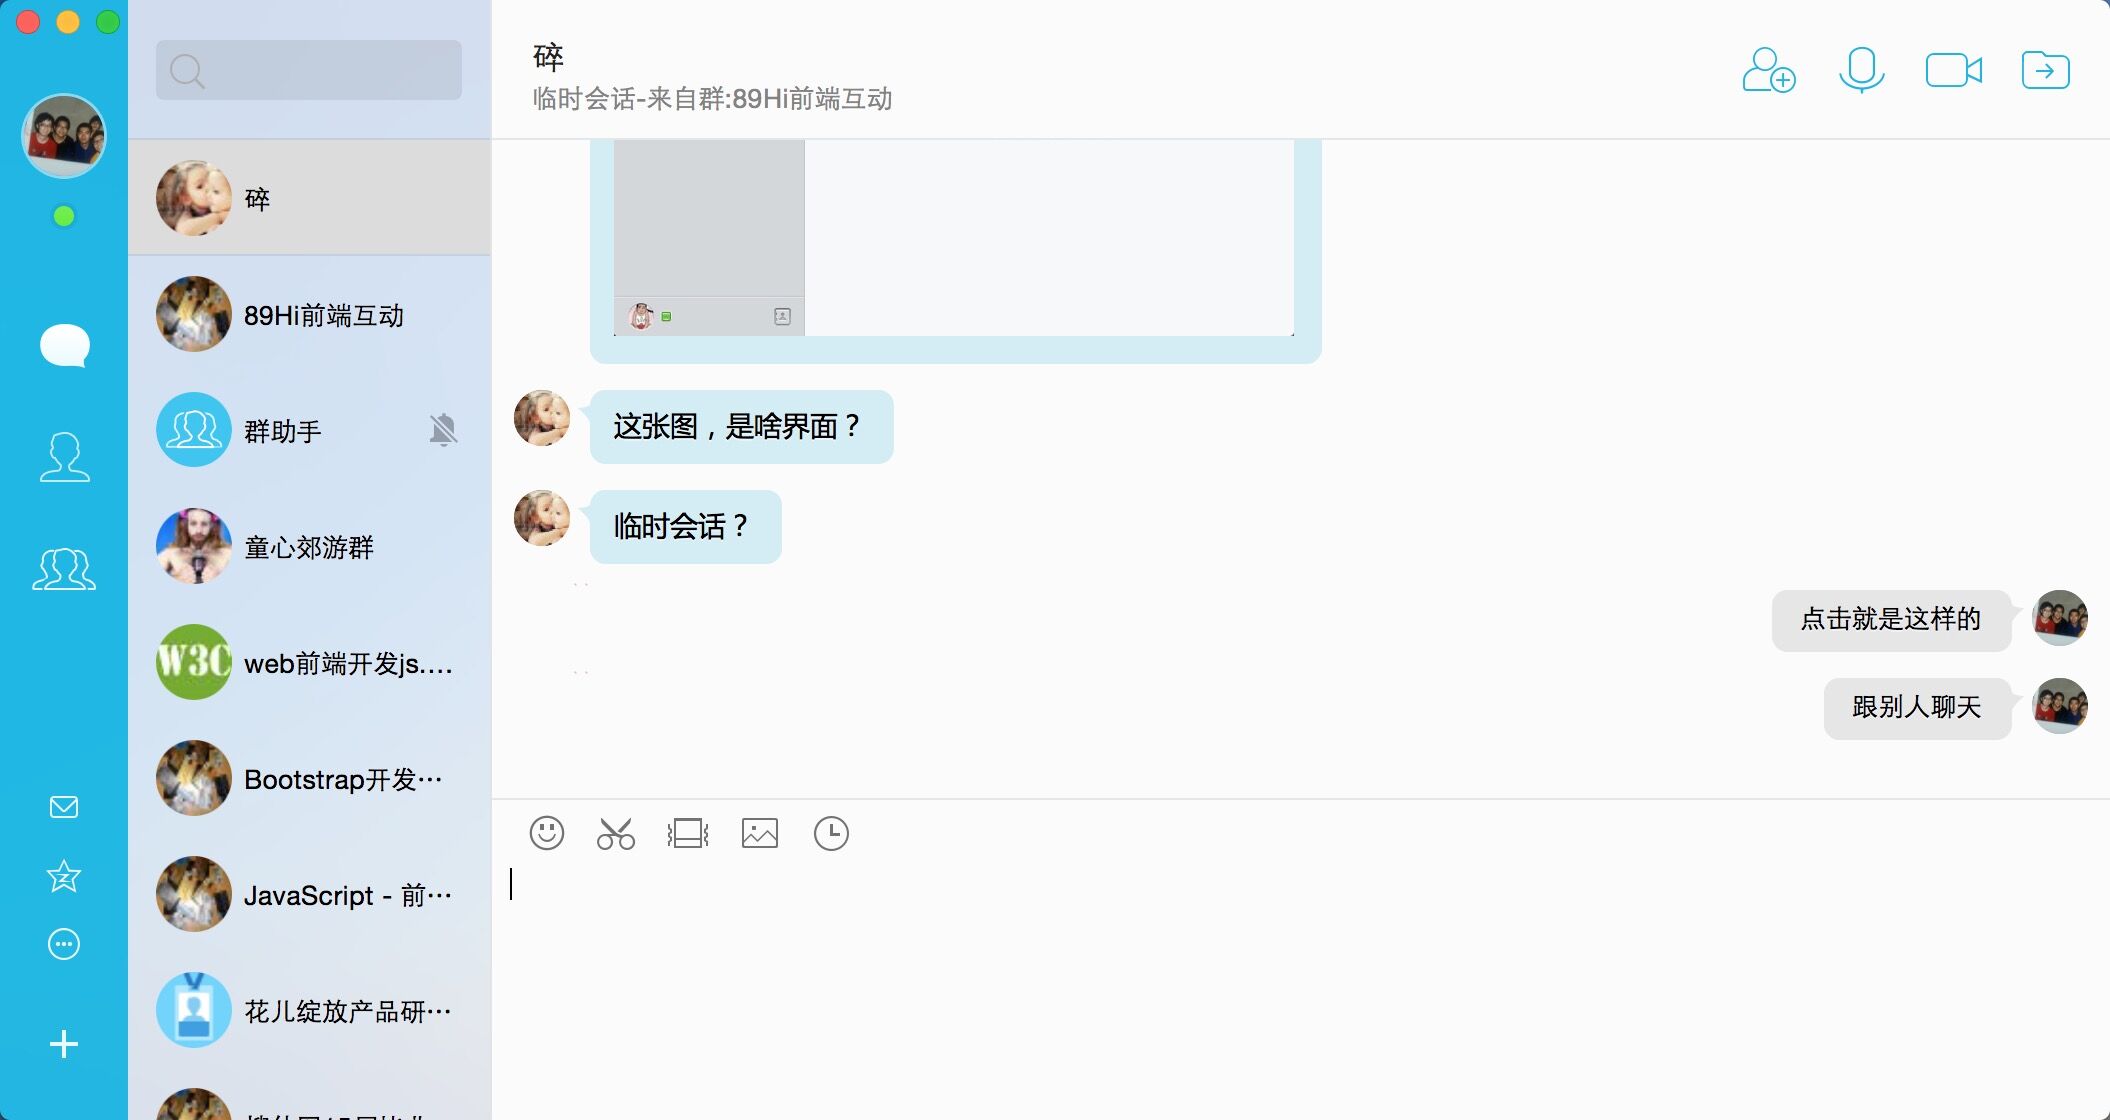 碎
89Hi前端互动
群助手
童心郊游群
W3C
web前端开发js....
Bootstrap开发···
JavaScript - 前···
花儿绽放产品研···
碎
临时会话-来自群:89Hi前端互动
这张图，是啥界面？
临时会话？
点击就是这样的
跟别人聊天